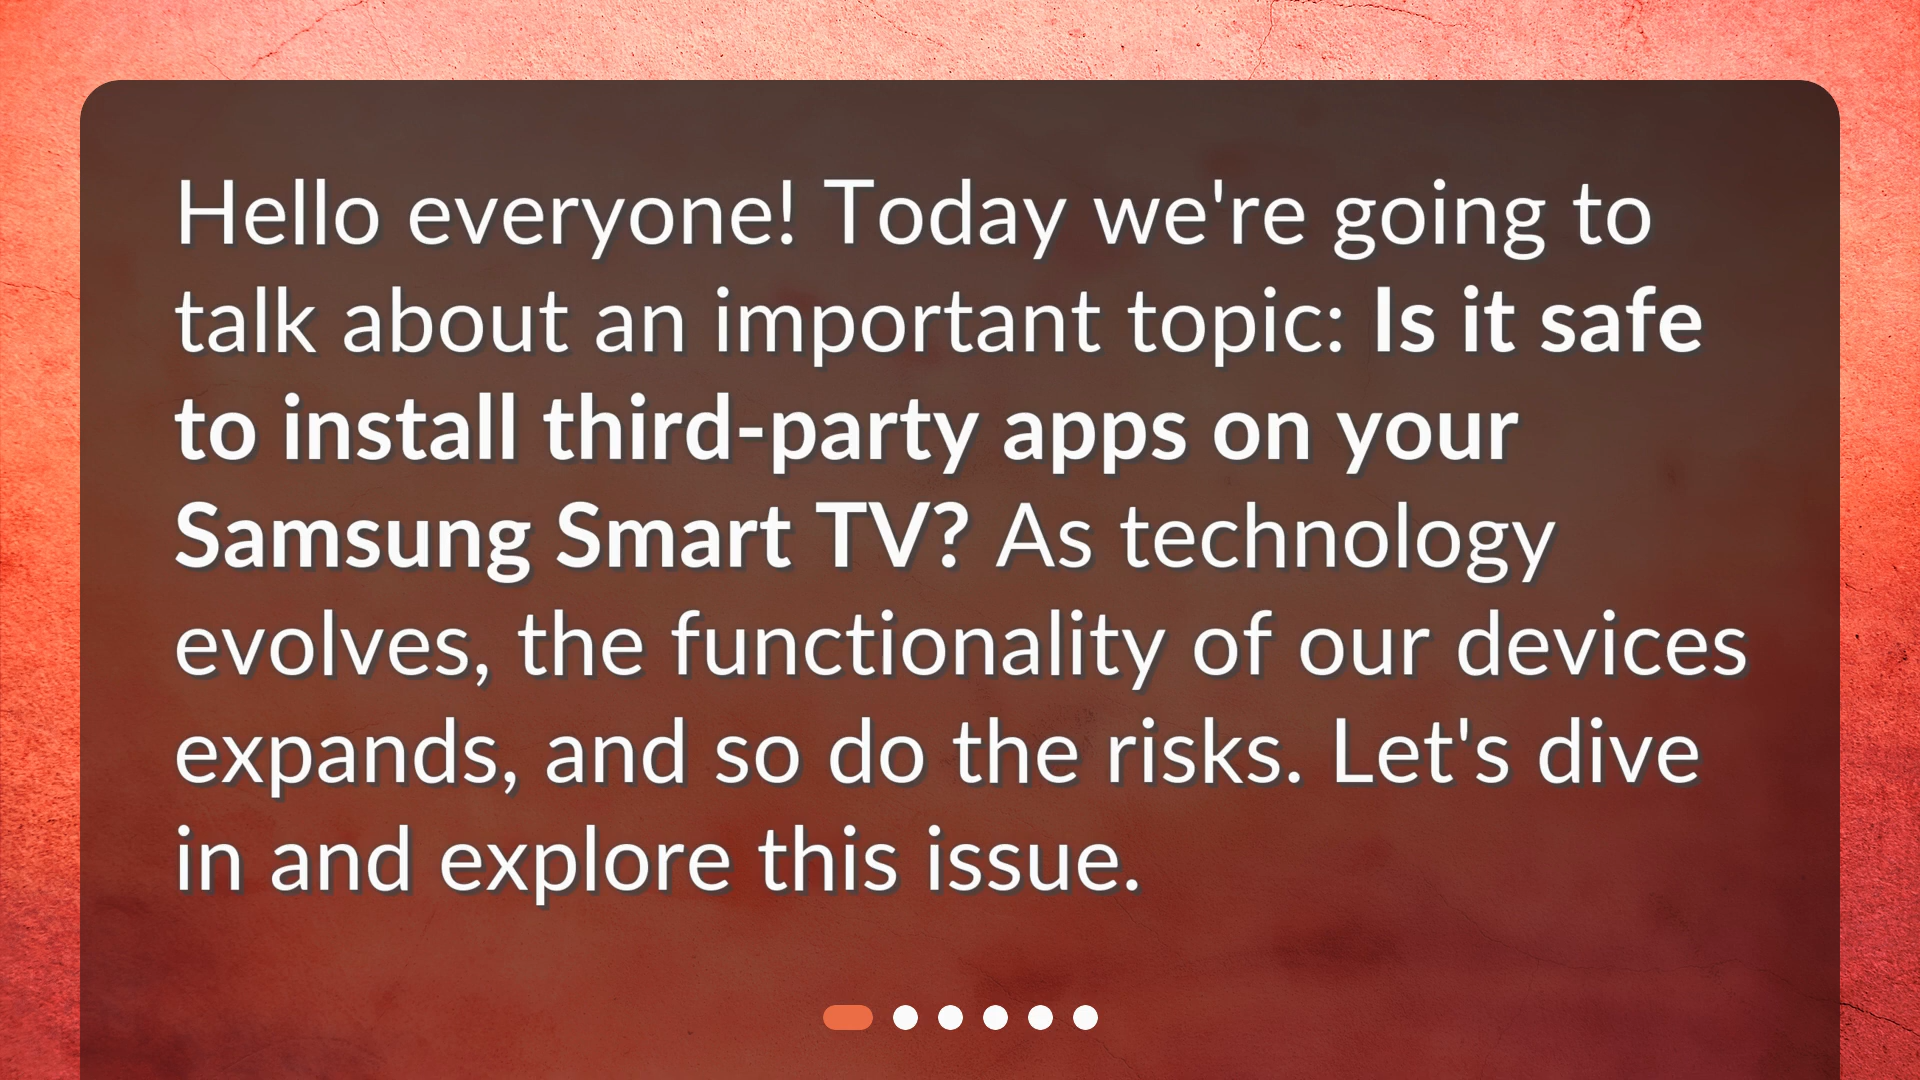 Hello everyone! Today we're going to
talk about an important topic: Is it safe
to install third-party apps on your
Samsung Smart TV? As technology
evolves, the functionality of our devices
expands, and so do the risks. Let's dive
in and explore this issue.